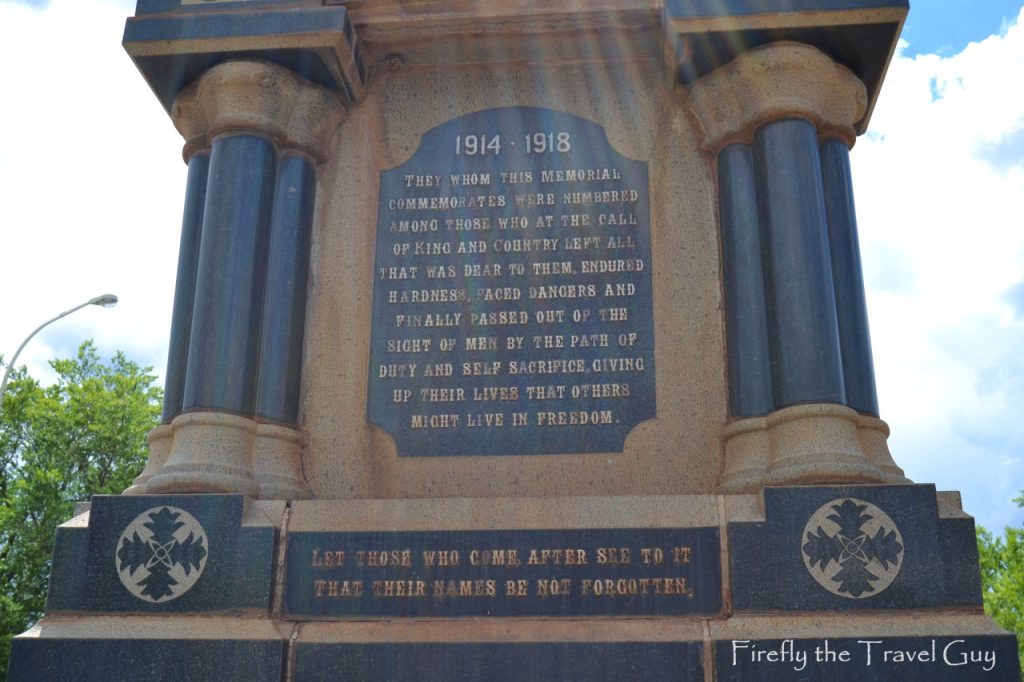 1914 · 1918
They whom this Memorial
commemorates were numbered
among those who at the call
of King and Country left all
that was dear to them, endured
hardness, faced dangers and
finally passed out of the
sight of men by the path of
duty and self sacrifice, giving
up their lives that others
might live in freedom.
Let those who come after see to it
that their names be not forgotten.
Firefly the Travel Guy